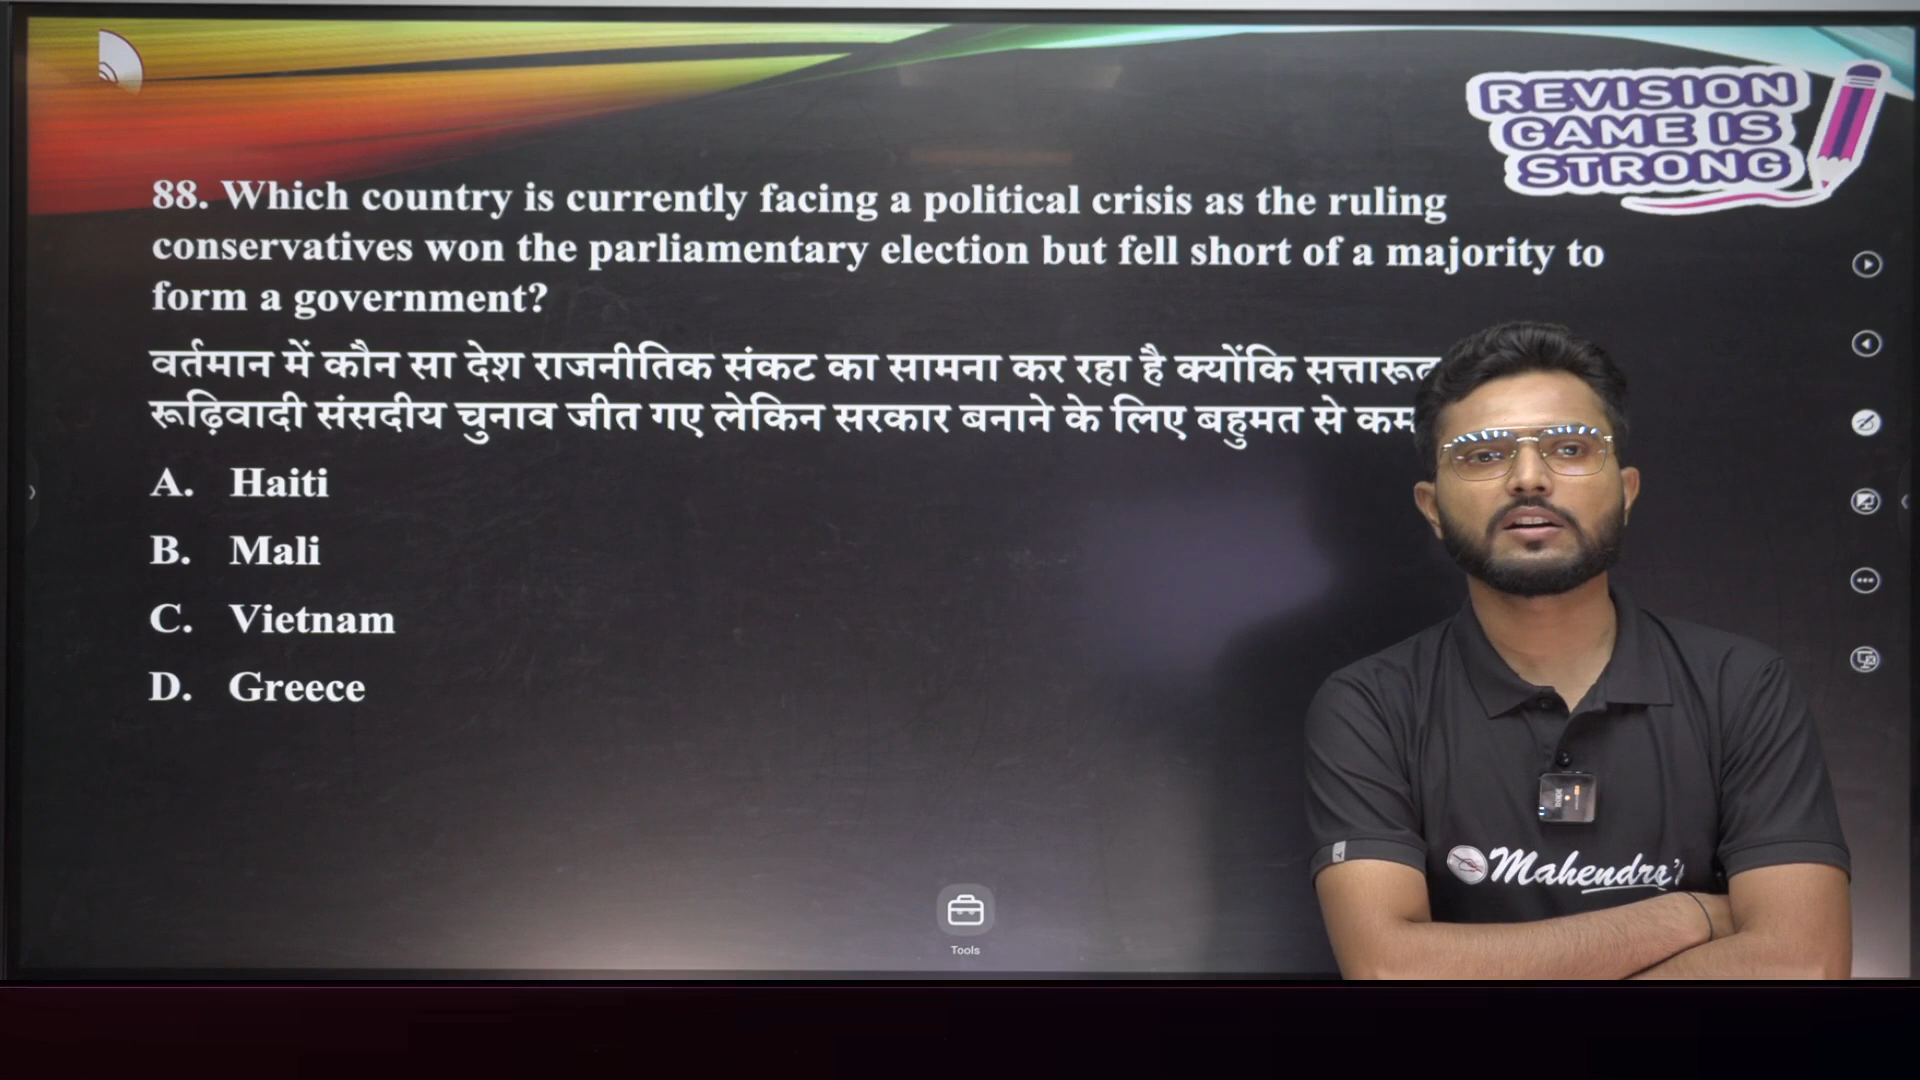 REVISION
GAME IS
STRONG
88. Which country is currently facing a political crisis as the ruling
conservatives won the parliamentary election but fell short of a majority to
form a government?
वर्तमान में कौन सा देश राजनीतिक संकट का सामना कर रहा है क्योंकि सत्तारूढ़
रूढ़िवादी संसदीय चुनाव जीत गए लेकिन सरकार बनाने के लिए बहुमत से कम
A. Haiti
B. Mali
C. Vietnam
D. Greece
Mahendra's
Tools